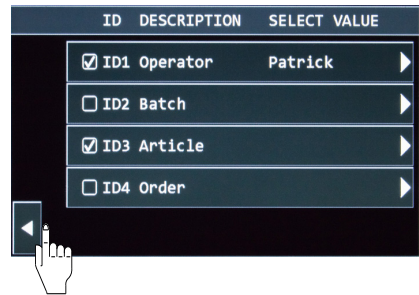 ID DESCRIPTION SELECT VALUE
ID1 Operator Patrick
ID2 Batch
ID3 Article
ID4 Order